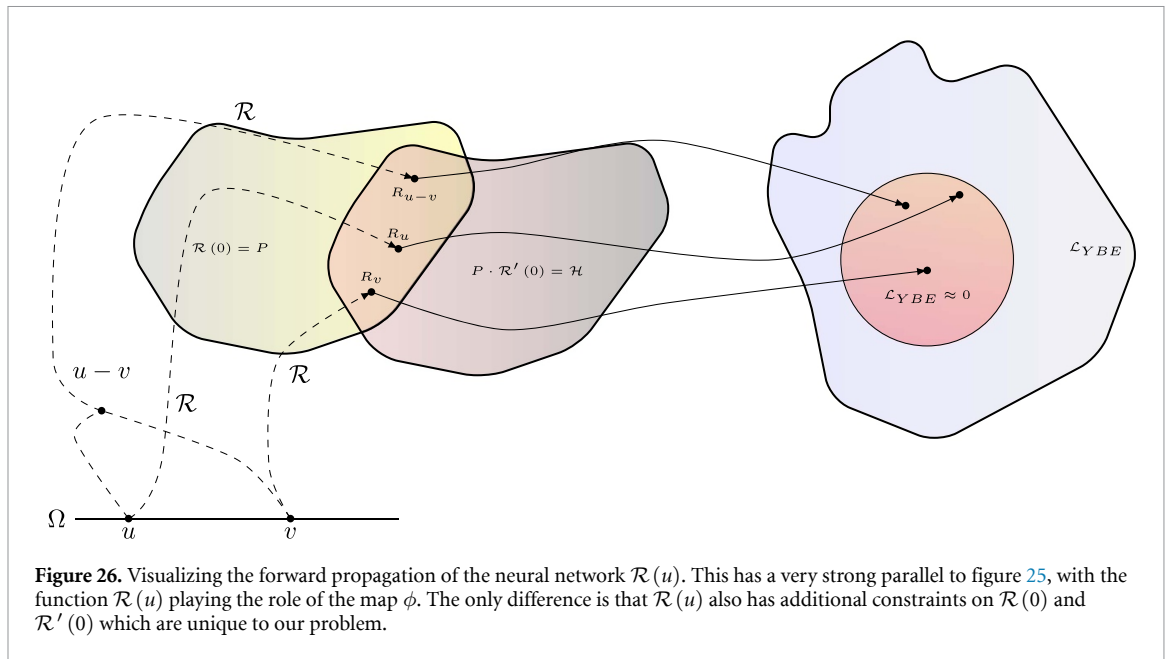 ℛ
R_{u−v}
R_u
ℛ (0) = P
P · ℛ′ (0) = ℋ
ℒ_{YBE}
R_v
ℒ_{YBE} ≈ 0
u − v
ℛ
ℛ
Ω
u
v
Figure 26. Visualizing the forward propagation of the neural network ℛ(u). This has a very strong parallel to figure 25, with the
function ℛ(u) playing the role of the map ϕ. The only difference is that ℛ(u) also has additional constraints on ℛ(0) and
ℛ′ (0) which are unique to our problem.